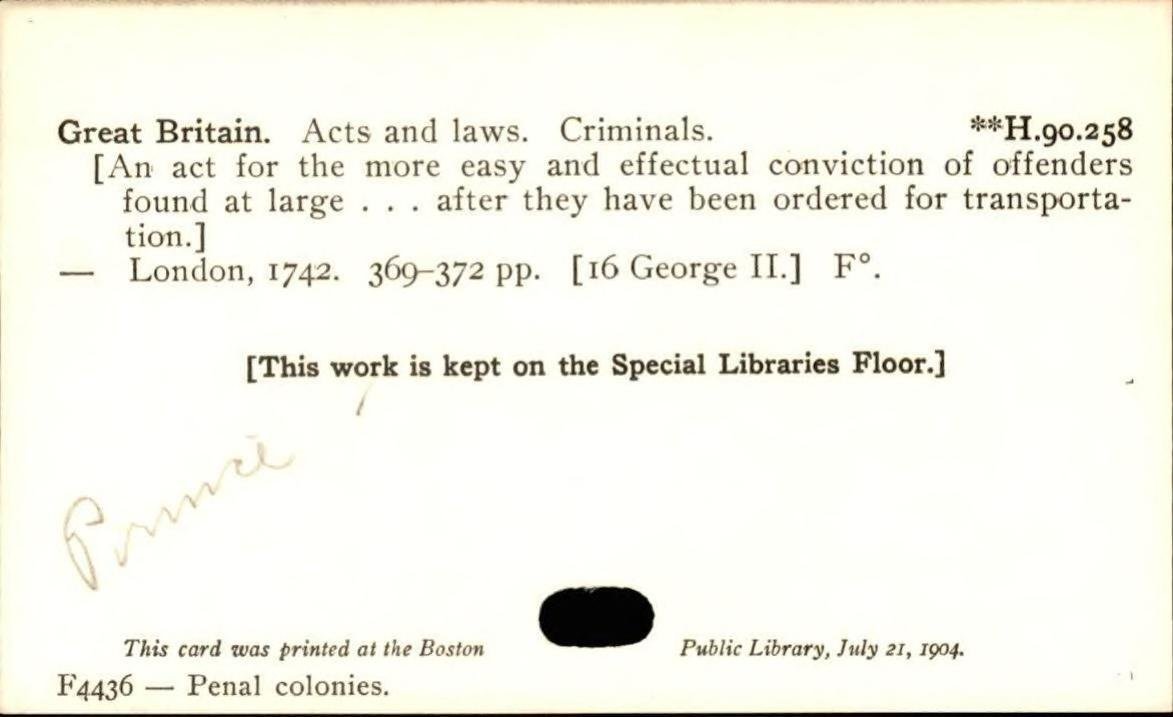 Great Britain. Acts and laws. Criminals. **H.90.258
[An act for the more easy and effectual conviction of offenders
found at large . . . after they have been ordered for transporta-
tion.]
— London, 1742. 369-372 pp. [16 George II.] F°.
[This work is kept on the Special Libraries Floor.]
This card was printed at the Boston Public Library, July 21, 1904.
F4436 — Penal colonies.